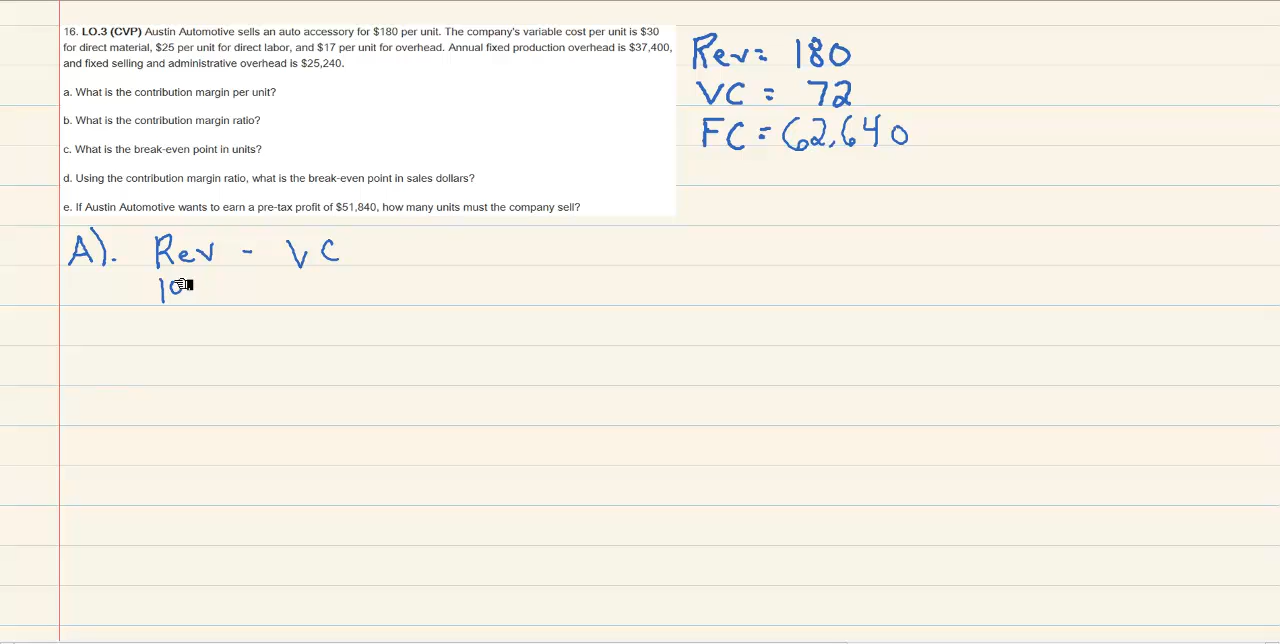 16. LO.3 (CVP) Austin Automotive sells an auto accessory for $180 per unit. The company's variable cost per unit is $30
for direct material, $25 per unit for direct labor, and $17 per unit for overhead. Annual fixed production overhead is $37,400,
and fixed selling and administrative overhead is $25,240.
a. What is the contribution margin per unit?
b. What is the contribution margin ratio?
c. What is the break-even point in units?
d. Using the contribution margin ratio, what is the break-even point in sales dollars?
e. If Austin Automotive wants to earn a pre-tax profit of $51,840, how many units must the company sell?
Rev= 180
VC = 72
FC = 62,640
A). Rev - VC